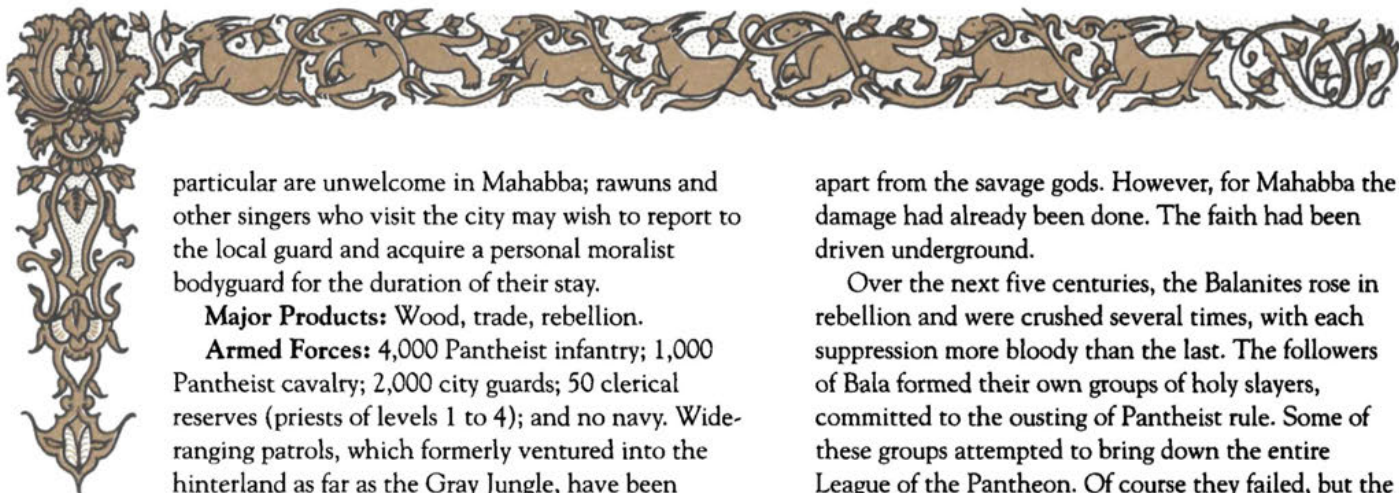 particular are unwelcome in Mahabba; rawuns and
other singers who visit the city may wish to report to
the local guard and acquire a personal moralist
bodyguard for the duration of their stay.
Major Products: Wood, trade, rebellion.
Armed Forces: 4,000 Pantheist infantry; 1,000
Pantheist cavalry; 2,000 city guards; 50 clerical
reserves (priests of levels 1 to 4); and no navy. Wide-
ranging patrols, which formerly ventured into the
hinterland as far as the Gray Jungle, have been
apart from the savage gods. However, for Mahabba the
damage had already been done. The faith had been
driven underground.
Over the next five centuries, the Balanites rose in
rebellion and were crushed several times, with each
suppression more bloody than the last. The followers
of Bala formed their own groups of holy slayers,
committed to the ousting of Pantheist rule. Some of
these groups attempted to bring down the entire
League of the Pantheon. Of course they failed, but the